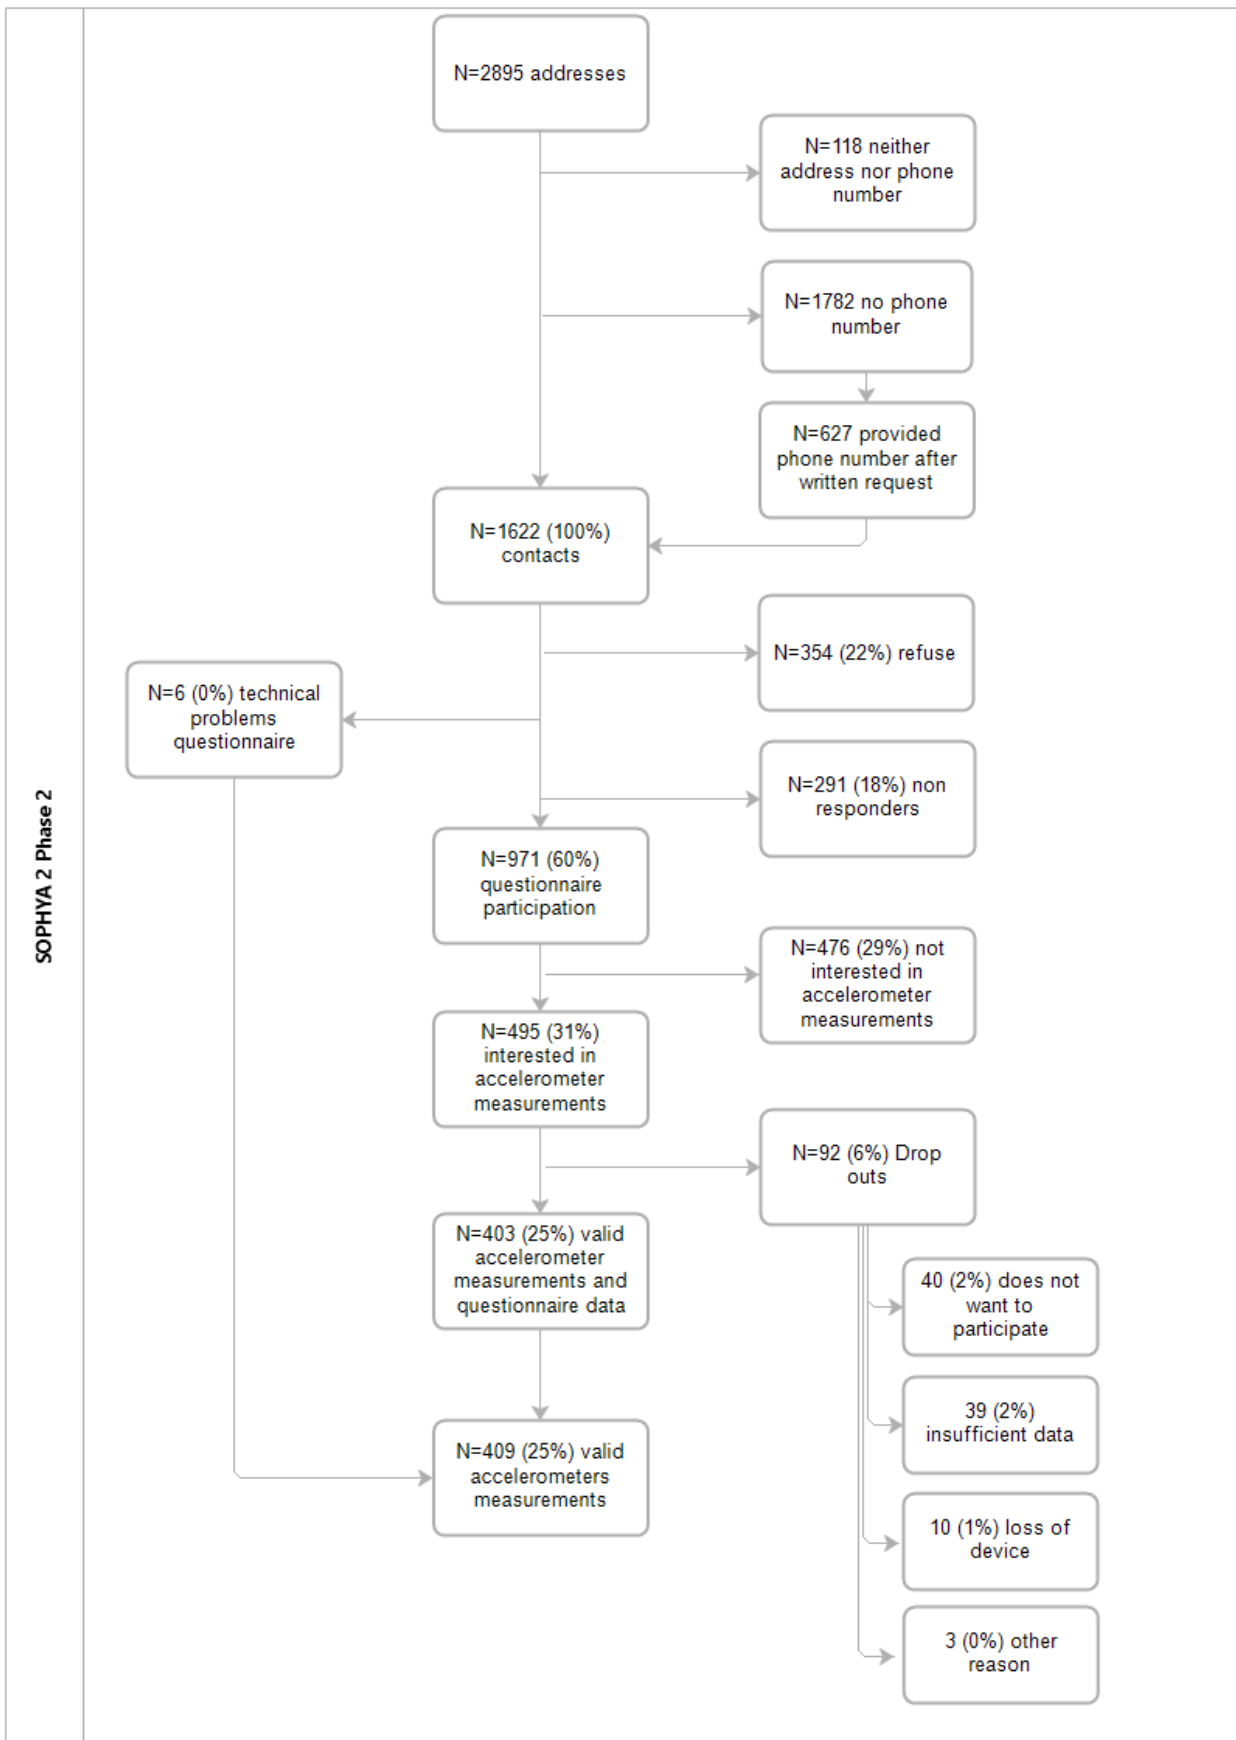 SOPHYA 2 Phase 2
N=2895 addresses
N=118 neither
address nor phone
number
N=1782 no phone
number
N=627 provided
phone number after
written request
N=1622 (100%)
contacts
N=354 (22%) refuse
N=6 (0%) technical
problems
questionnaire
N=291 (18%) non
responders
N=971 (60%)
questionnaire
participation
N=476 (29%) not
interested in
accelerometer
measurements
N=495 (31%)
interested in
accelerometer
measurements
N=92 (6%) Drop
outs
N=403 (25%) valid
accelerometer
measurements and
questionnaire data
40 (2%) does not
want to
participate
39 (2%)
insufficient data
N=409 (25%) valid
accelerometers
measurements
10 (1%) loss of
device
3 (0%) other
reason